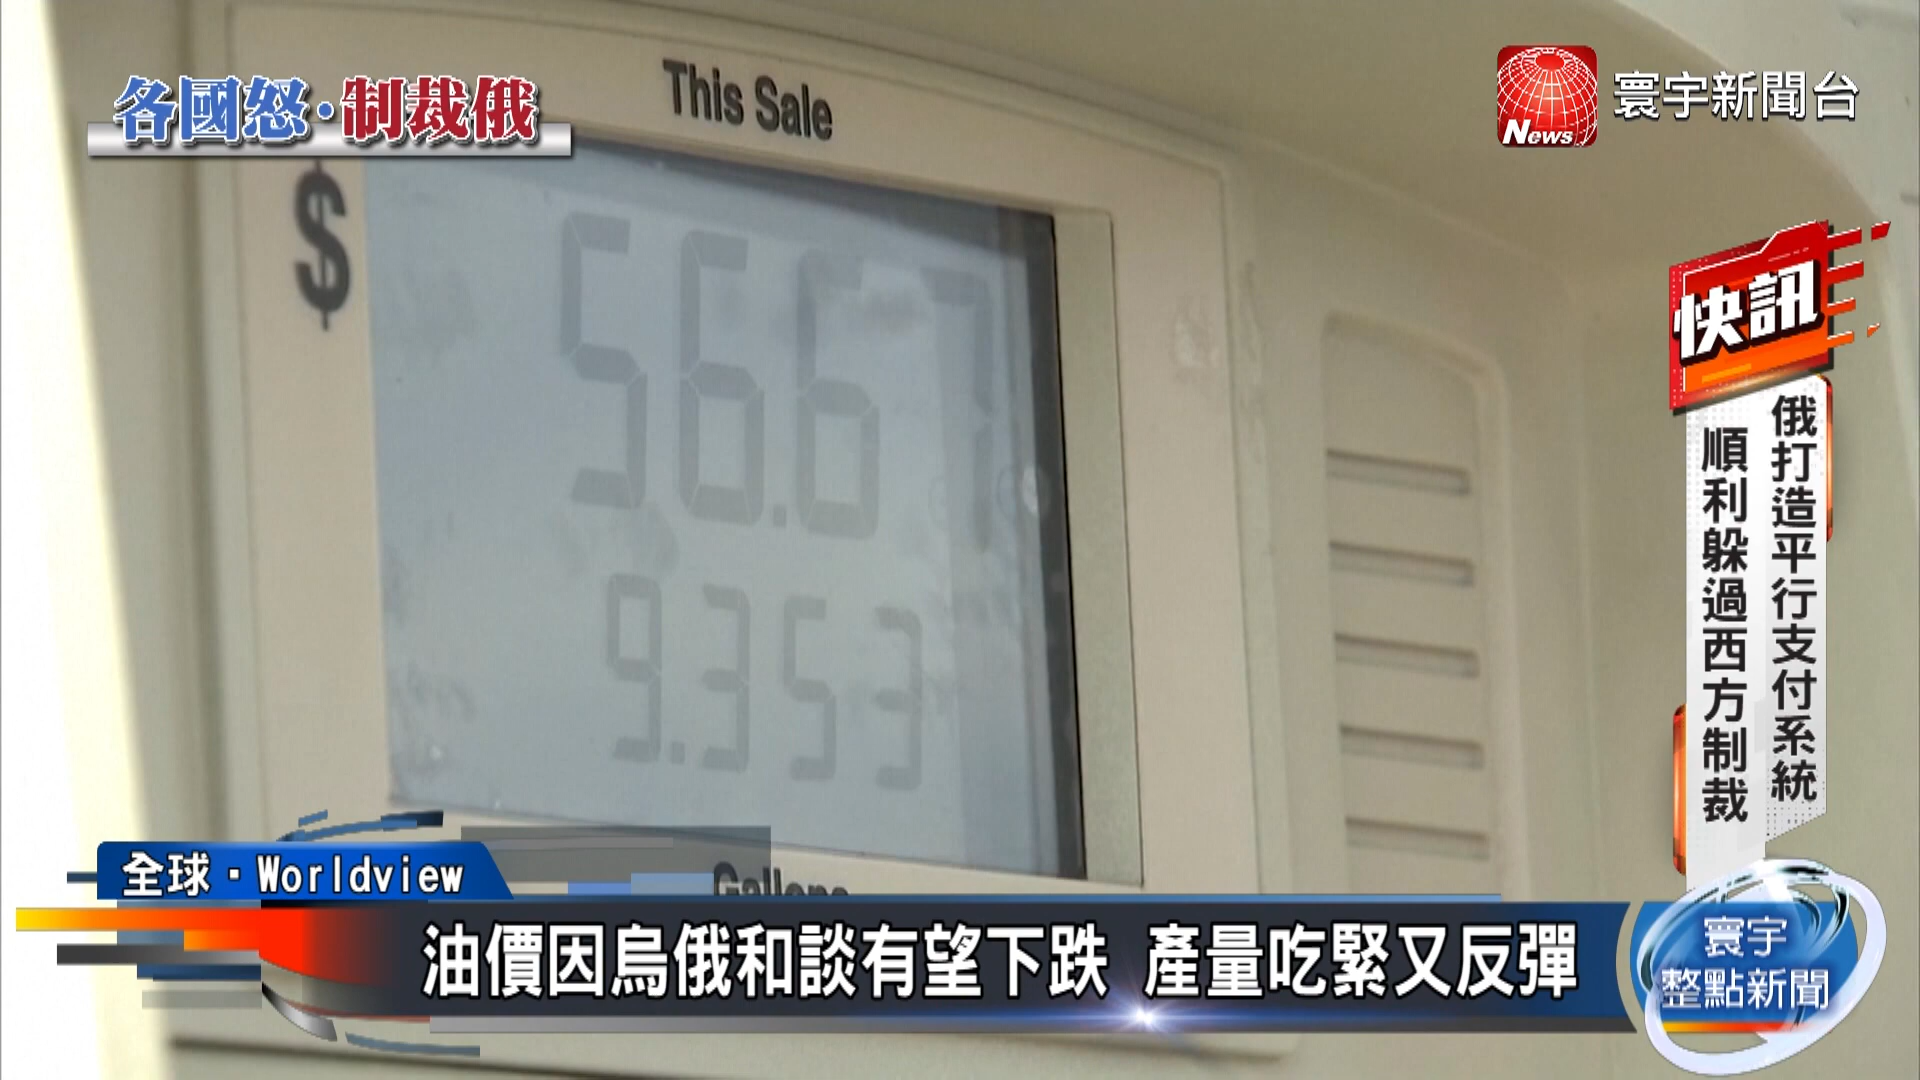 各國怒·制裁俄
This Sale
$
56.67
9.353
Gallons
News
寰宇新聞台
快訊
俄打造平行支付系統
順利躲過西方制裁
全球·Worldview
油價因烏俄和談有望下跌 產量吃緊又反彈
寰宇
整點新聞